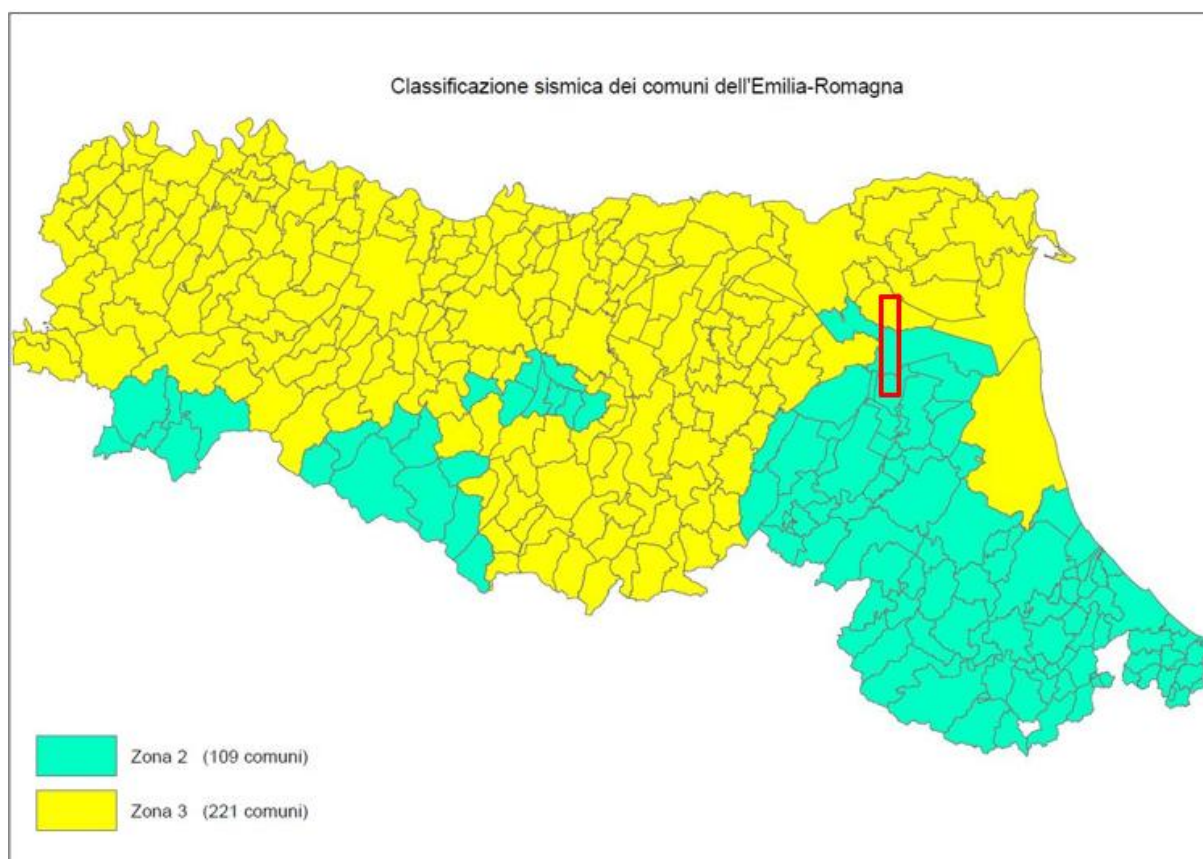 Classificazione sismica dei comuni dell'Emilia-Romagna
Zona 2 (109 comuni)
Zona 3 (221 comuni)